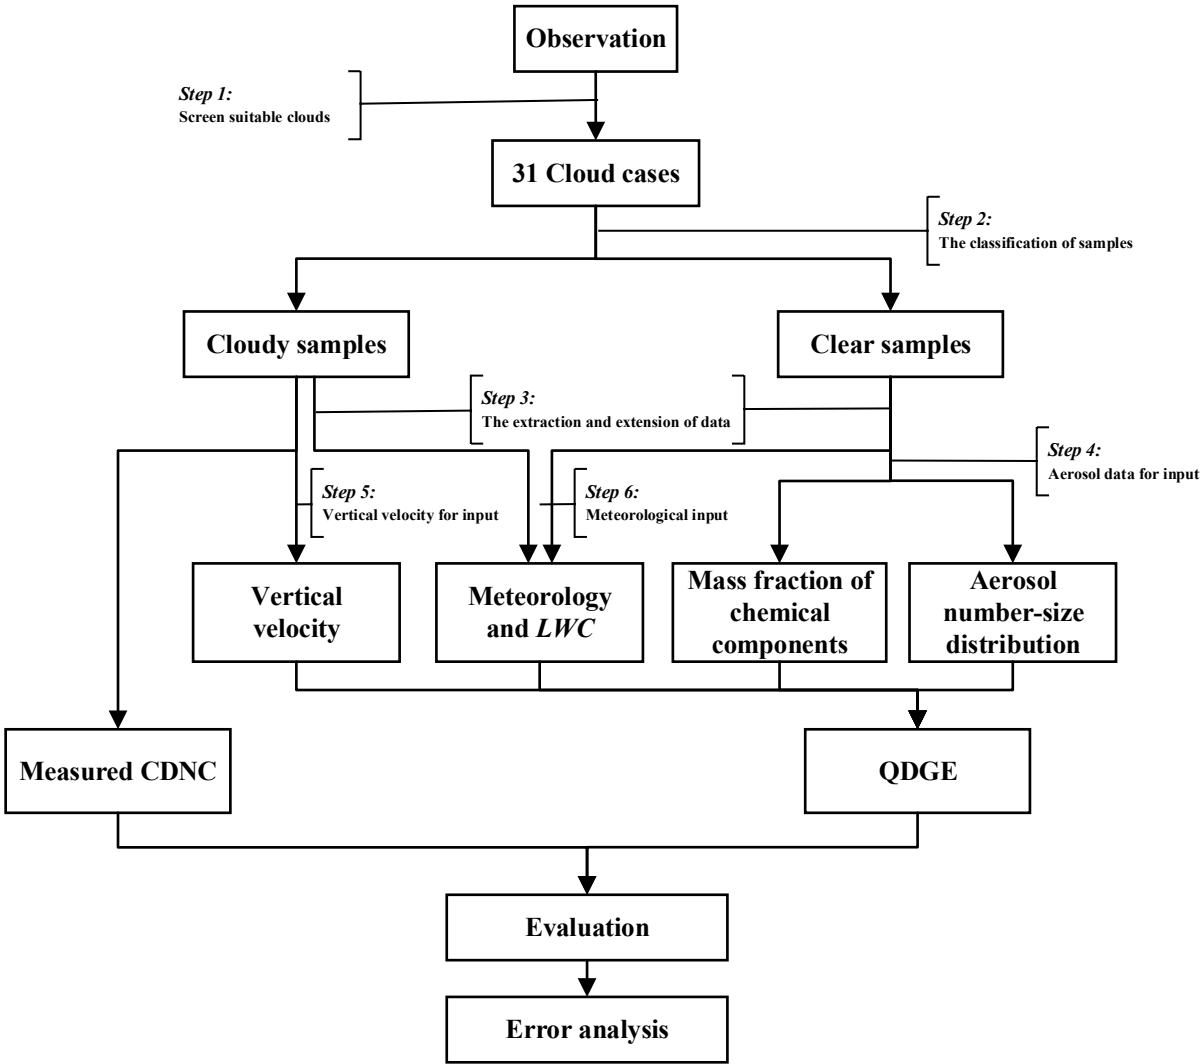 Observation
Step 1:
Screen suitable clouds
31 Cloud cases
Step 2:
The classification of samples
Cloudy samples
Clear samples
Step 3:
The extraction and extension of data
Step 4:
Aerosol data for input
Step 5:
Vertical velocity for input
Step 6:
Meteorological input
Vertical
velocity
Meteorology
and LWC
Mass fraction of
chemical
components
Aerosol
number-size
distribution
Measured CDNC
QDGE
Evaluation
Error analysis